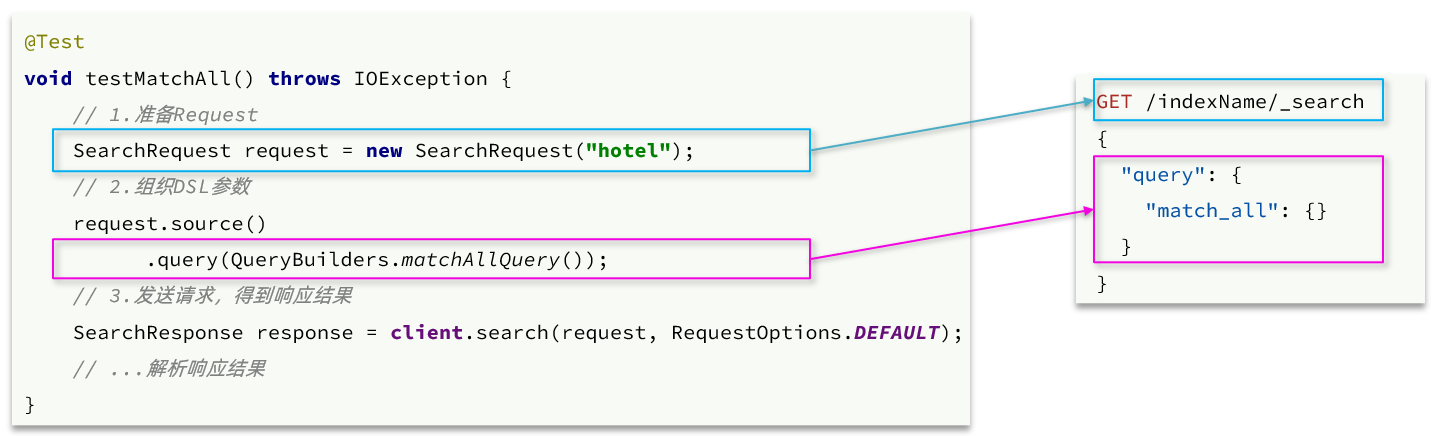 @Test
void testMatchAll() throws IOException {
// 1.准备Request
SearchRequest request = new SearchRequest("hotel");
// 2.组织DSL参数
request.source()
.query(QueryBuilders.matchAllQuery());
// 3.发送请求，得到响应结果
SearchResponse response = client.search(request, RequestOptions.DEFAULT);
// ...解析响应结果
}
GET /indexName/_search
{
"query": {
"match_all": {}
}
}